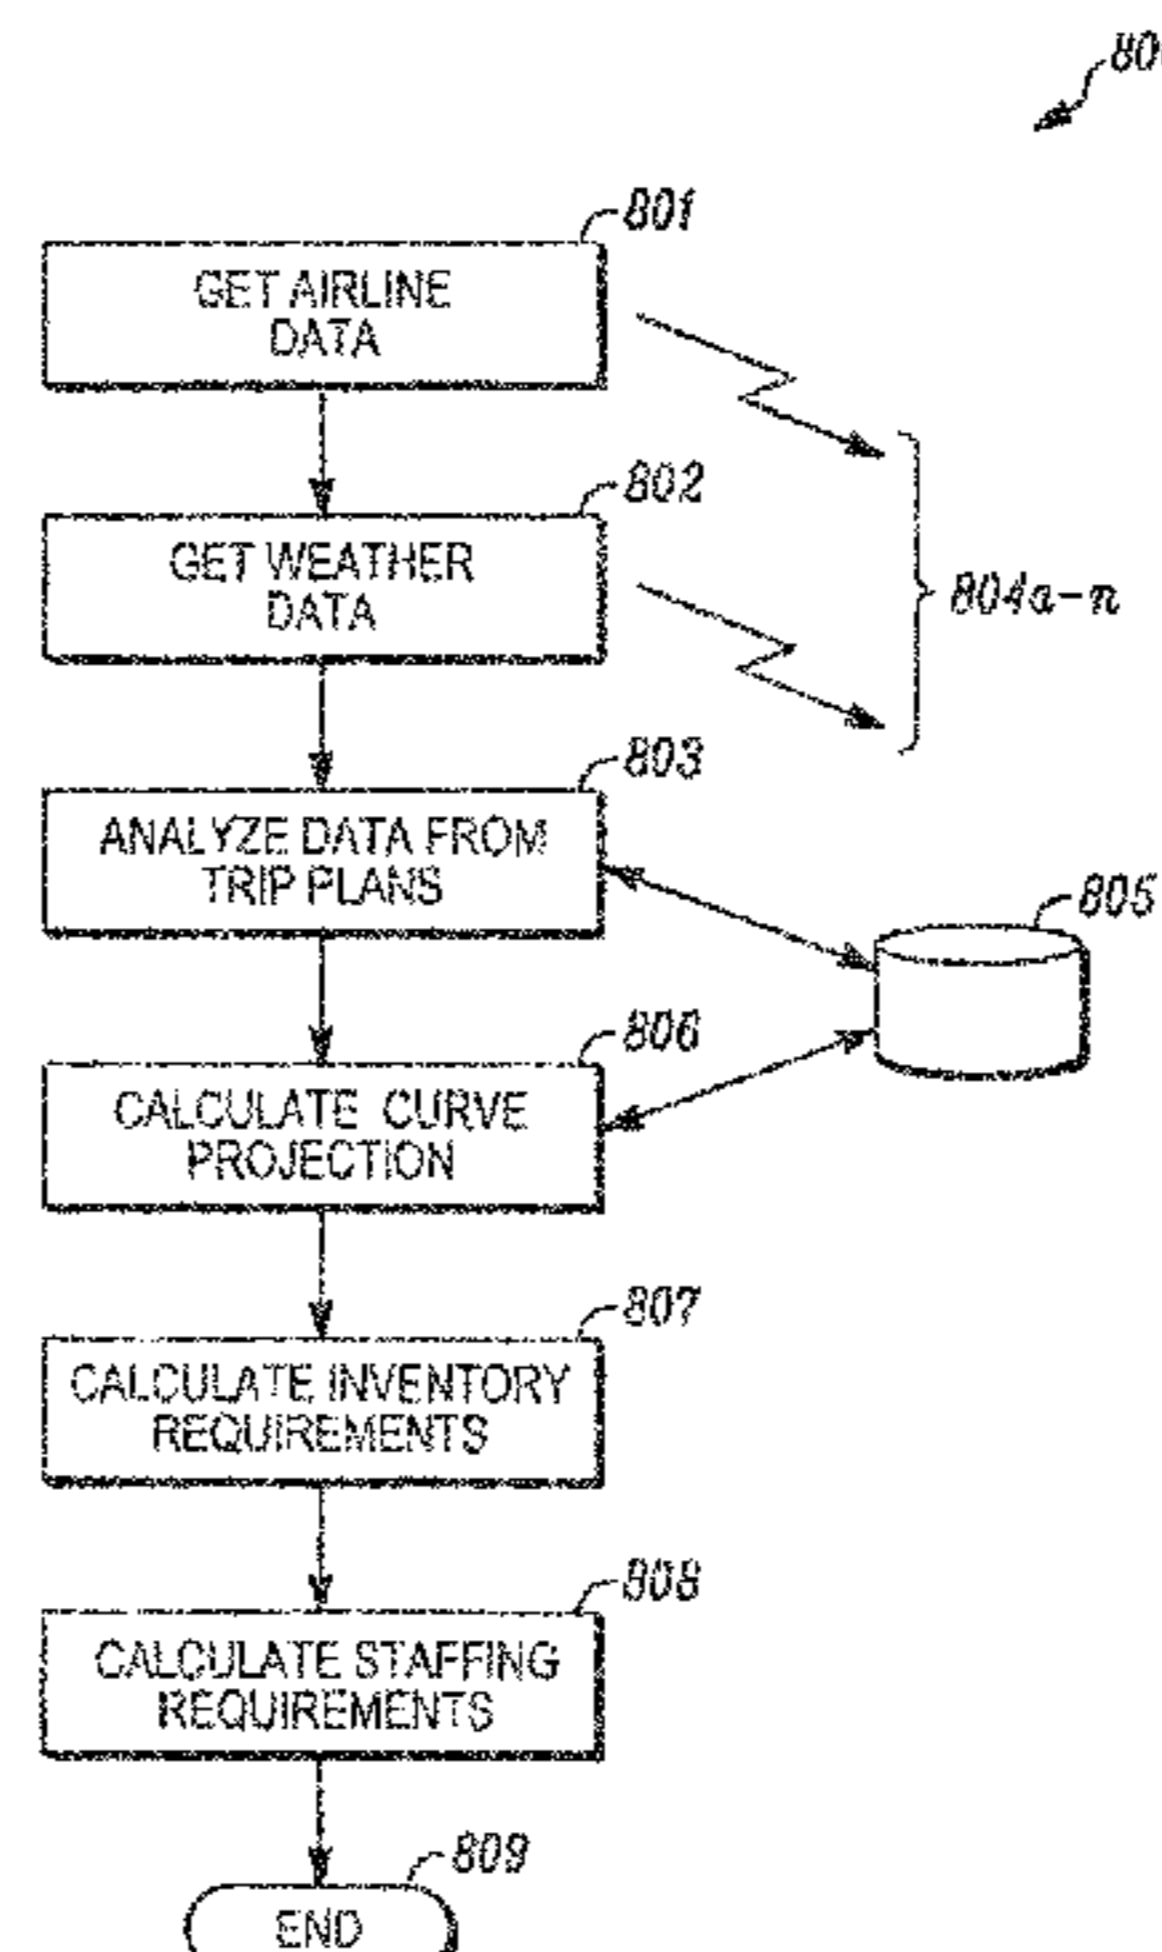 801
GET AIRLINE
DATA
802
GET WEATHER
DATA
804a-n
803
ANALYZE DATA FROM
TRIP PLANS
805
806
CALCULATE CURVE
PROJECTION
807
CALCULATE INVENTORY
REQUIREMENTS
808
CALCULATE STAFFING
REQUIREMENTS
809
END